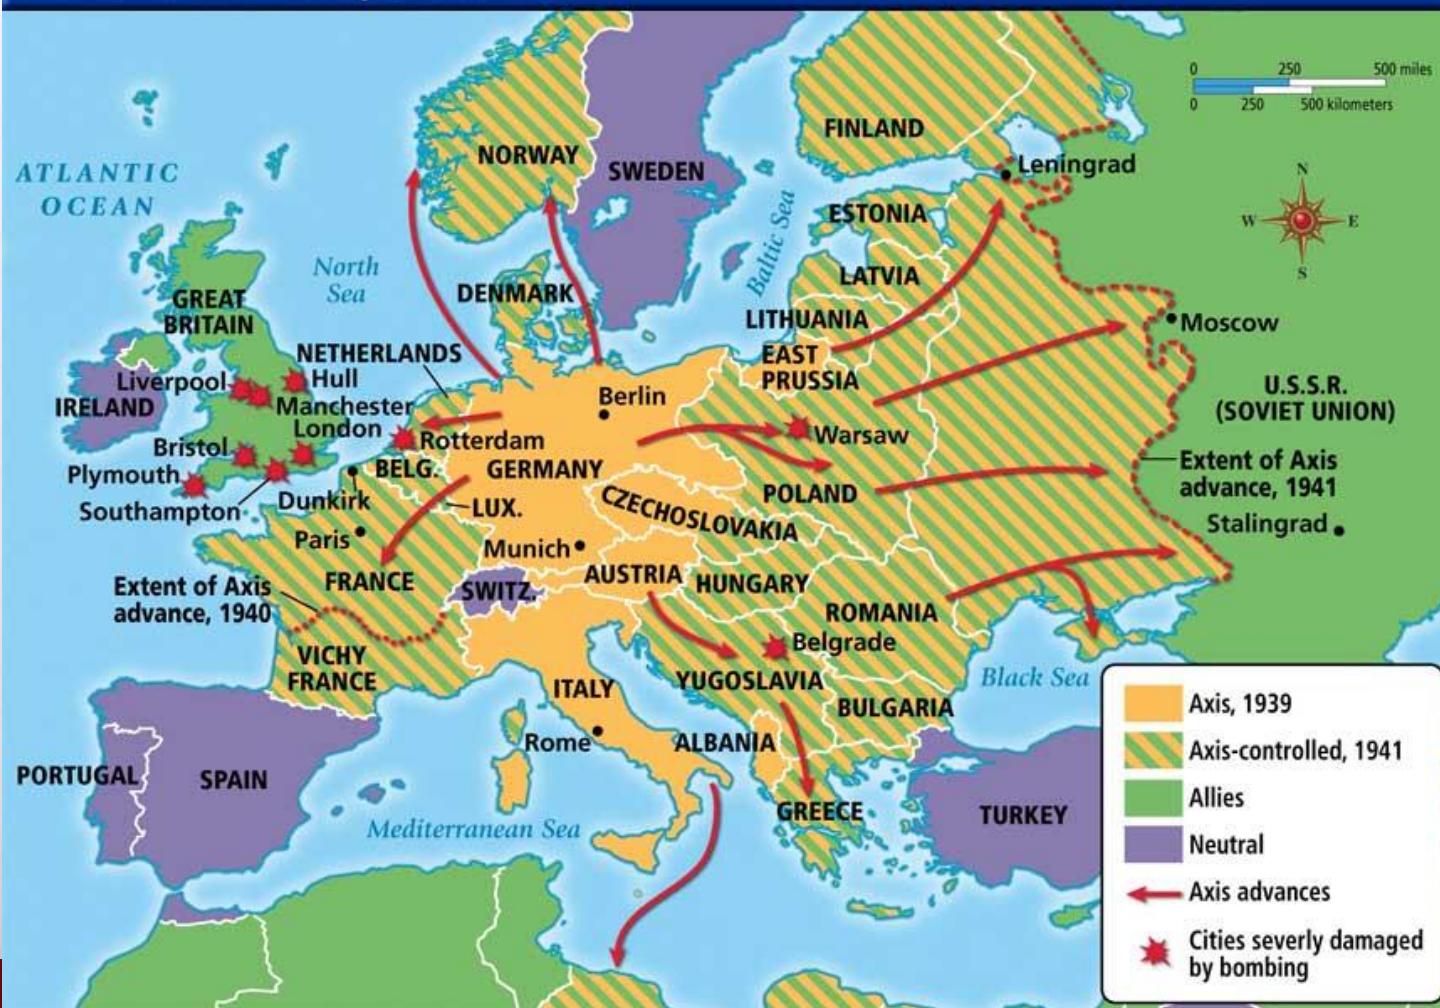 0 250 500 miles
0 250 500 kilometers
N
W E
S
ATLANTIC
OCEAN
North
Sea
Baltic Sea
NORWAY
SWEDEN
FINLAND
Leningrad
ESTONIA
LATVIA
LITHUANIA
EAST
PRUSSIA
DENMARK
GREAT
BRITAIN
IRELAND
NETHERLANDS
Liverpool
Hull
Manchester
London
Bristol
Plymouth
Southampton
Dunkirk
Rotterdam
BELG.
LUX.
Berlin
GERMANY
Warsaw
POLAND
Moscow
U.S.S.R.
(SOVIET UNION)
Extent of Axis
advance, 1941
Stalingrad
CZECHOSLOVAKIA
Paris
Munich
FRANCE
SWITZ.
AUSTRIA
HUNGARY
ROMANIA
Extent of Axis
advance, 1940
VICHY
FRANCE
Belgrade
YUGOSLAVIA
BULGARIA
Black Sea
ITALY
Rome
ALBANIA
GREECE
TURKEY
PORTUGAL
SPAIN
Mediterranean Sea
Axis, 1939
Axis-controlled, 1941
Allies
Neutral
Axis advances
Cities severly damaged
by bombing